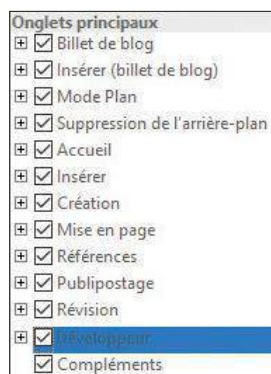 Onglets principaux
Billet de blog
Insérer (billet de blog)
Mode Plan
Suppression de l'arrière-plan
Accueil
Insérer
Création
Mise en page
Références
Publipostage
Révision
Développeur
Compléments